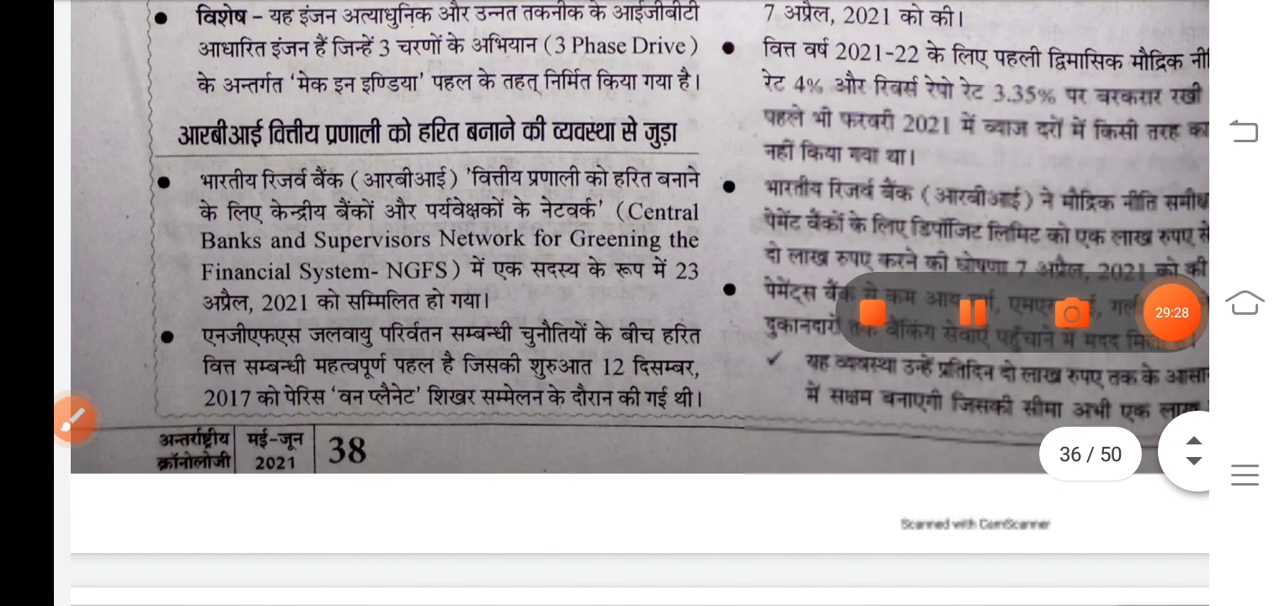 विशेष – यह इंजन अत्याधुनिक और उन्नत तकनीक के आईजीबीटी
आधारित इंजन हैं जिन्हें 3 चरणों के अभियान (3 Phase Drive)
के अन्तर्गत 'मेक इन इण्डिया' पहल के तहत् निर्मित किया गया है।
आरबीआई वित्तीय प्रणाली को हरित बनाने की व्यवस्था से जुड़ा
भारतीय रिजर्व बैंक (आरबीआई) 'वित्तीय प्रणाली को हरित बनाने
के लिए केन्द्रीय बैंकों और पर्यवेक्षकों के नेटवर्क' (Central
Banks and Supervisors Network for Greening the
Financial System- NGFS) में एक सदस्य के रूप में 23
अप्रैल, 2021 को सम्मिलित हो गया।
एनजीएफएस जलवायु परिवर्तन सम्बन्धी चुनौतियों के बीच हरित
वित्त सम्बन्धी महत्वपूर्ण पहल है जिसकी शुरुआत 12 दिसम्बर,
2017 को पेरिस 'वन प्लैनेट' शिखर सम्मेलन के दौरान की गई थी।
अन्तर्राष्ट्रीय मई-जून 38
क्रॉनोलोजी 2021
7 अप्रैल, 2021 को की।
वित्त वर्ष 2021-22 के लिए पहली द्विमासिक मौद्रिक
रेट 4% और रिवर्स रेपो रेट 3.35% पर बरकरार रखी
पहले भी फरवरी 2021 में ब्याज दरों में किसी तरह का
नहीं किया गया था।
भारतीय रिजर्व बैंक (आरबीआई) ने मौद्रिक नीति
पेमेंट बैंकों के लिए डिपॉजिट लिमिट को एक लाख रुपए से
दो लाख रुपए करने की घोषणा 7 अप्रैल, 2021 को की
पेमेंट्स बैंक से कम आय
दुकानदारों तक बैंकिंग सेवाएं पहुँचाने में मदद
✓ यह व्यवस्था उन्हें प्रतिदिन दो लाख रुपए तक के
में सक्षम बनाएगी जिसकी सीमा अभी एक लाख
29:28
36 / 50
Scanned with CamScanner